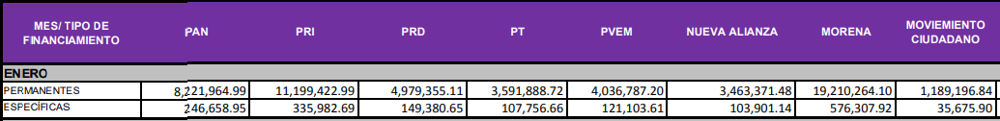 MES/ TIPO DE FINANCIAMIENTO PAN PRI PRD PT PVEM NUEVA ALIANZA MORENA MOVIEMIENTO CIUDADANO
ENERO
PERMANENTES 8,221,964.99 11,199,422.99 4,979,355.11 3,591,888.72 4,036,787.20 3,463,371.48 19,210,264.10 1,189,196.84
ESPECÍFICAS 246,658.95 335,982.69 149,380.65 107,756.66 121,103.61 103,901.14 576,307.92 35,675.90